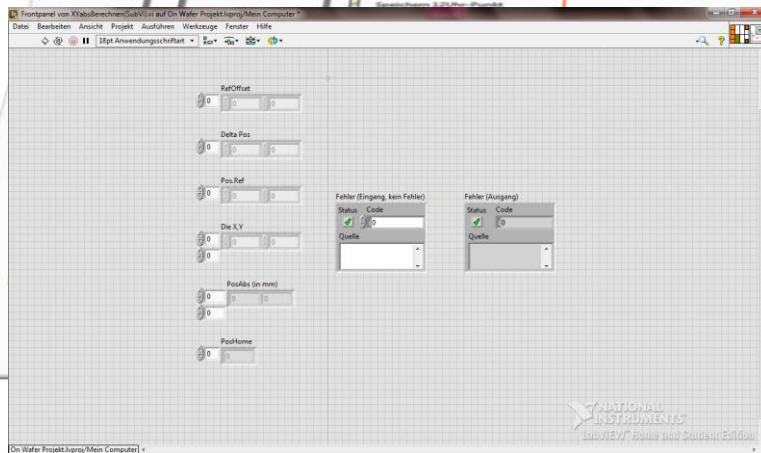 Speichern 12Uhr-Punkt
Frontpanel von XYabsBerechnen(SubVi).vi auf On Wafer Projekt.lvproj/Mein Computer *
Datei Bearbeiten Ansicht Projekt Ausführen Werkzeuge Fenster Hilfe
18pt Anwendungsschriftart
RefOffset
0 0 0
Delta Pos
0 0 0
Pos.Ref
0 0 0
Fehler (Eingang, kein Fehler) Fehler (Ausgang)
Status Code Status Code
0 0
Quelle Quelle
Die X,Y
0 0 0
0
PosAbs (in mm)
0 0 0
0
PosHome
0 0
NATIONAL
INSTRUMENTS
LabVIEW Home and Student Edition
On Wafer Projekt.lvproj/Mein Computer